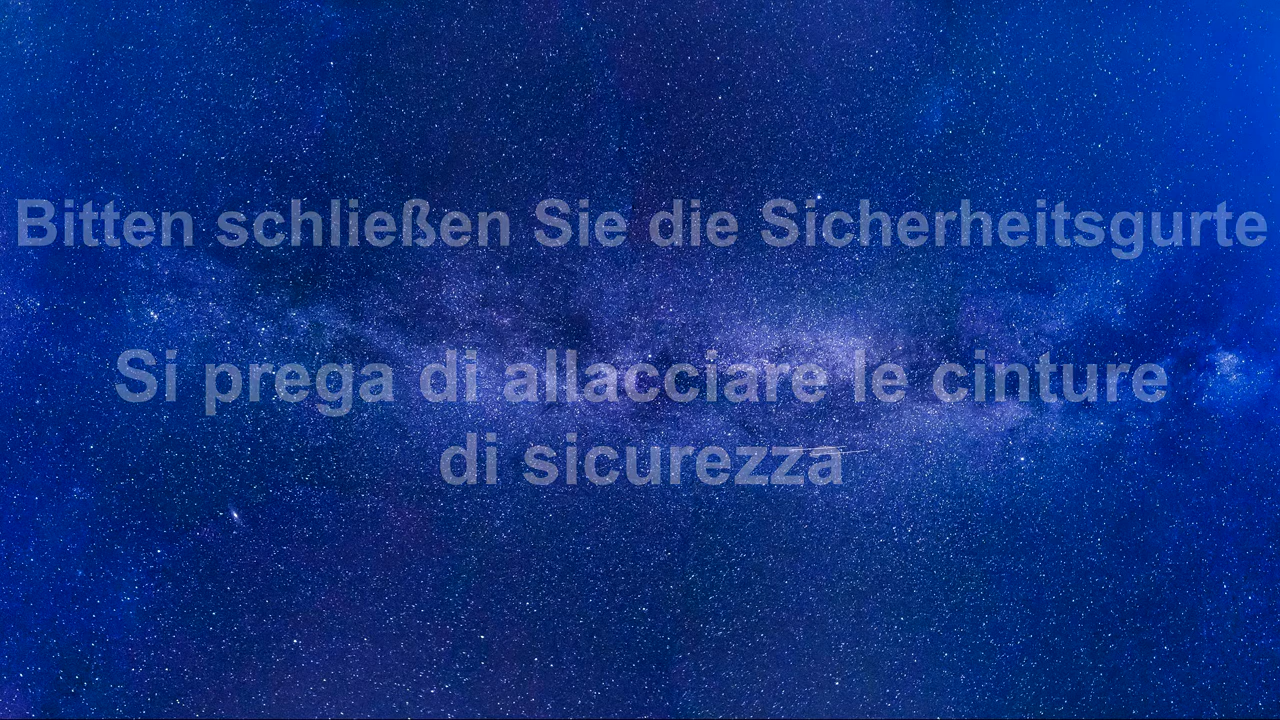 Bitten schließen Sie die Sicherheitsgurte
Si prega di allacciare le cinture
di sicurezza